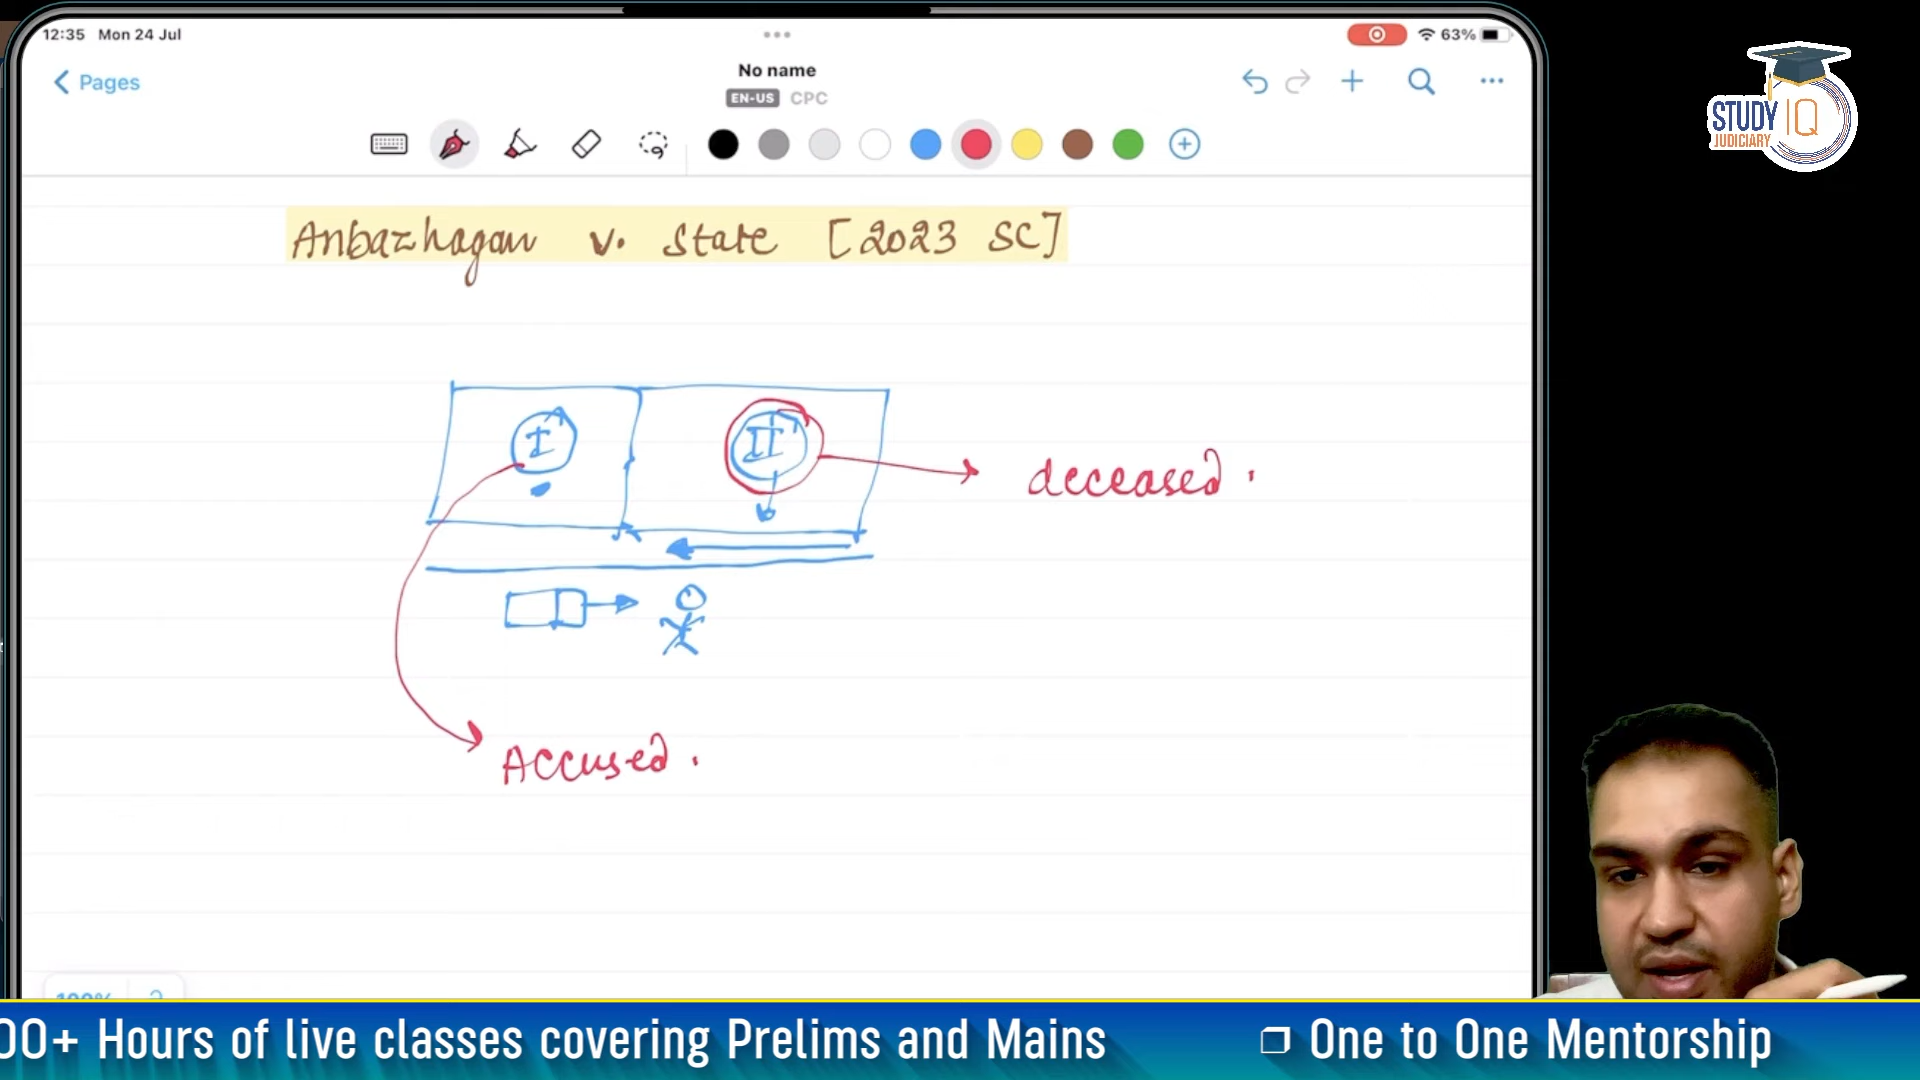 12:35 Mon 24 Jul
63%
Pages
No name
EN-US CPC
STUDY IQ
JUDICIARY
Anbazhagan v. State [2023 SC]
I
II
deceased.
Accused.
100%
00+ Hours of live classes covering Prelims and Mains
One to One Mentorship